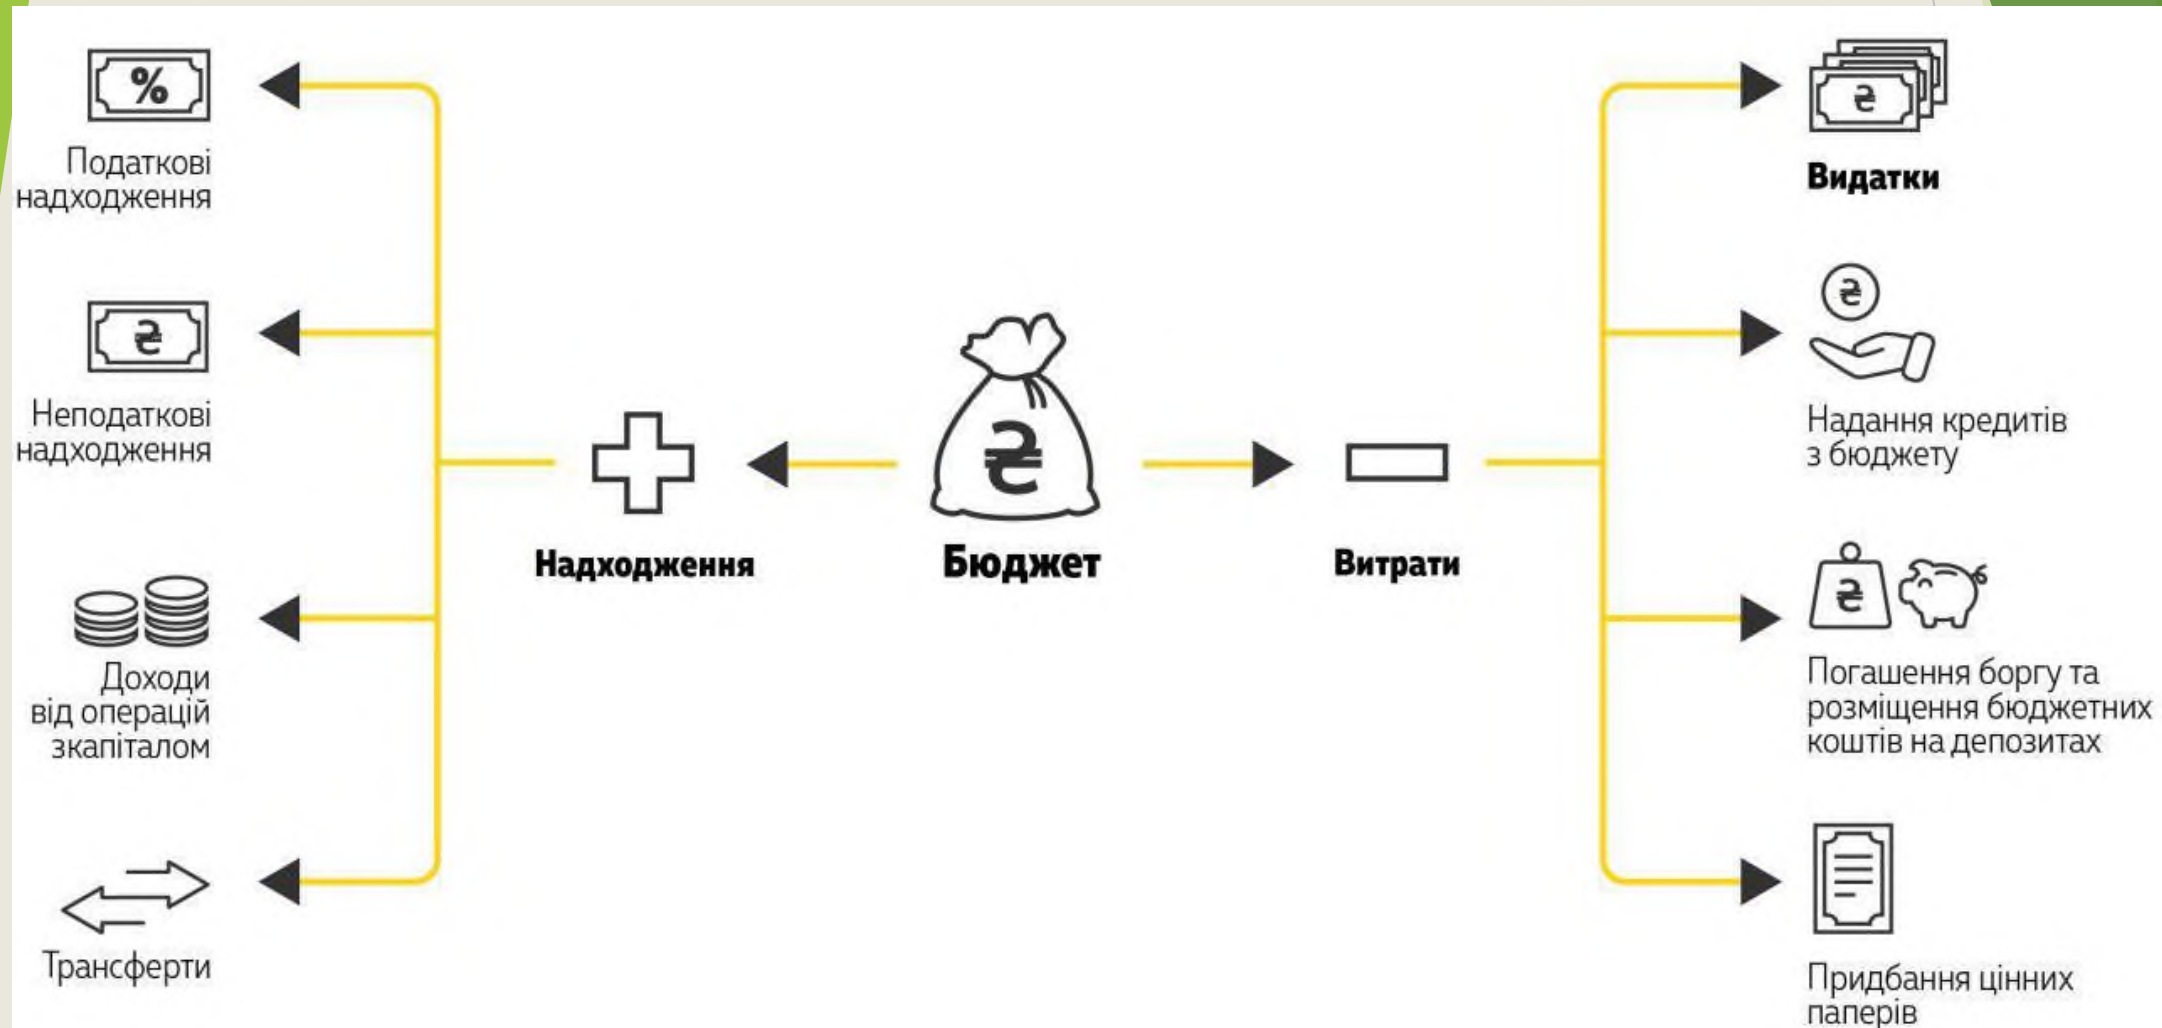 %
Податкові
надходження
₴
Неподаткові
надходження
Доходи
від операцій
зкапіталом
Трансферти
Надходження
₴
Бюджет
Витрати
₴
Видатки
₴
Надання кредитів
з бюджету
₴
Погашення боргу та
розміщення бюджетних
коштів на депозитах
Придбання цінних
паперів